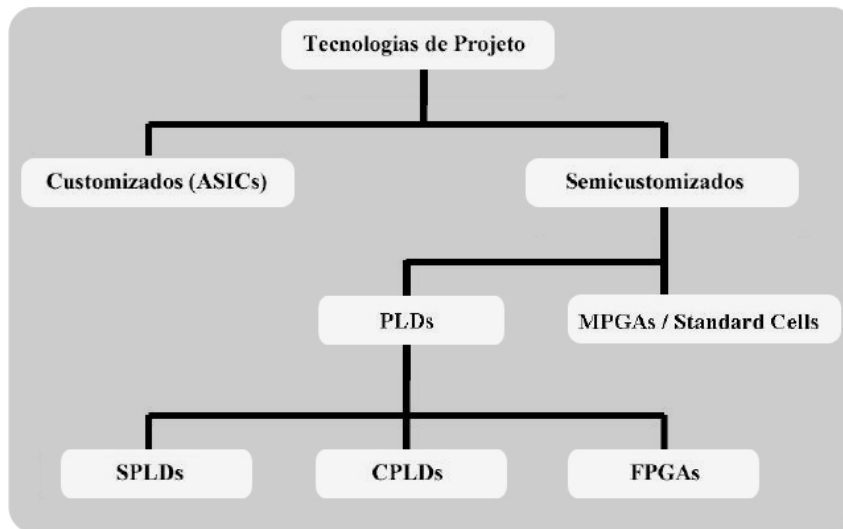 Tecnologias de Projeto
Customizados (ASICs)
Semicustomizados
PLDs
MPGAs / Standard Cells
SPLDs
CPLDs
FPGAs